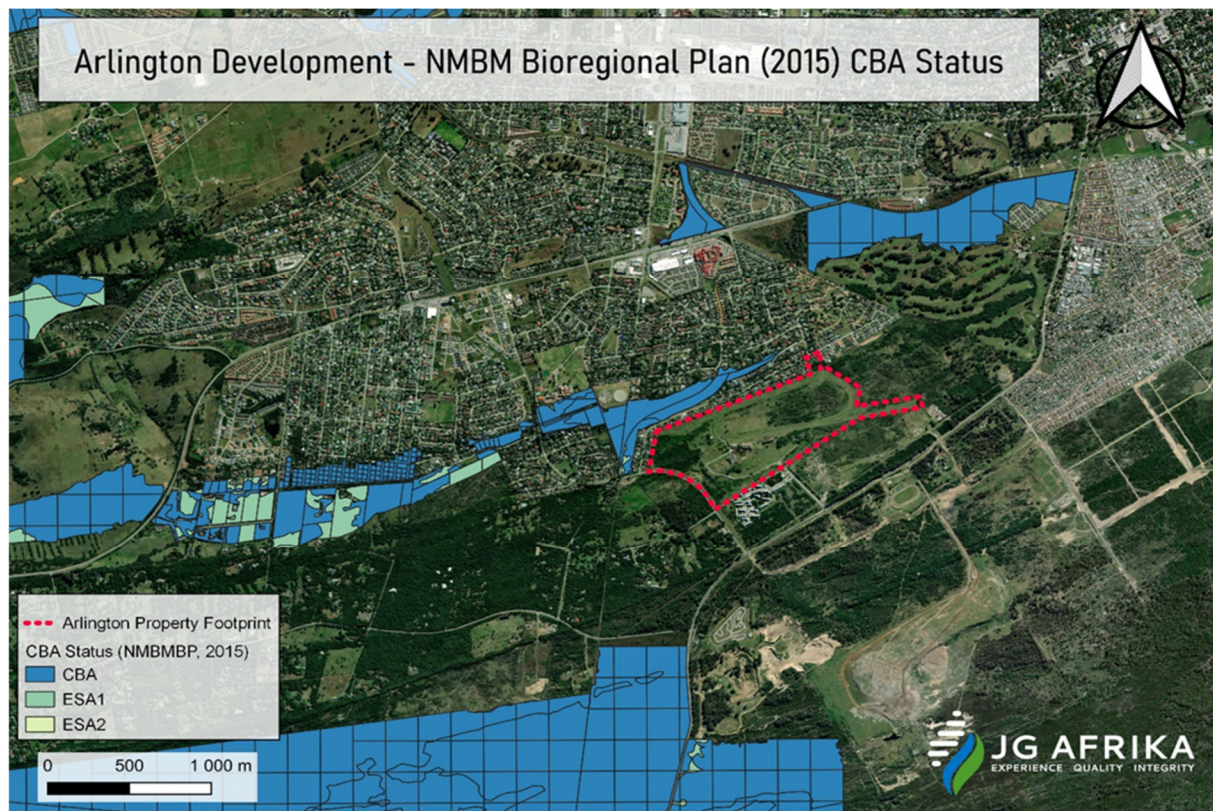 Arlington Development - NMBM Bioregional Plan (2015) CBA Status
Arlington Property Footprint
CBA Status (NMBMBP, 2015)
CBA
ESA1
ESA2
0 500 1 000 m
JG AFRIKA
EXPERIENCE QUALITY INTEGRITY